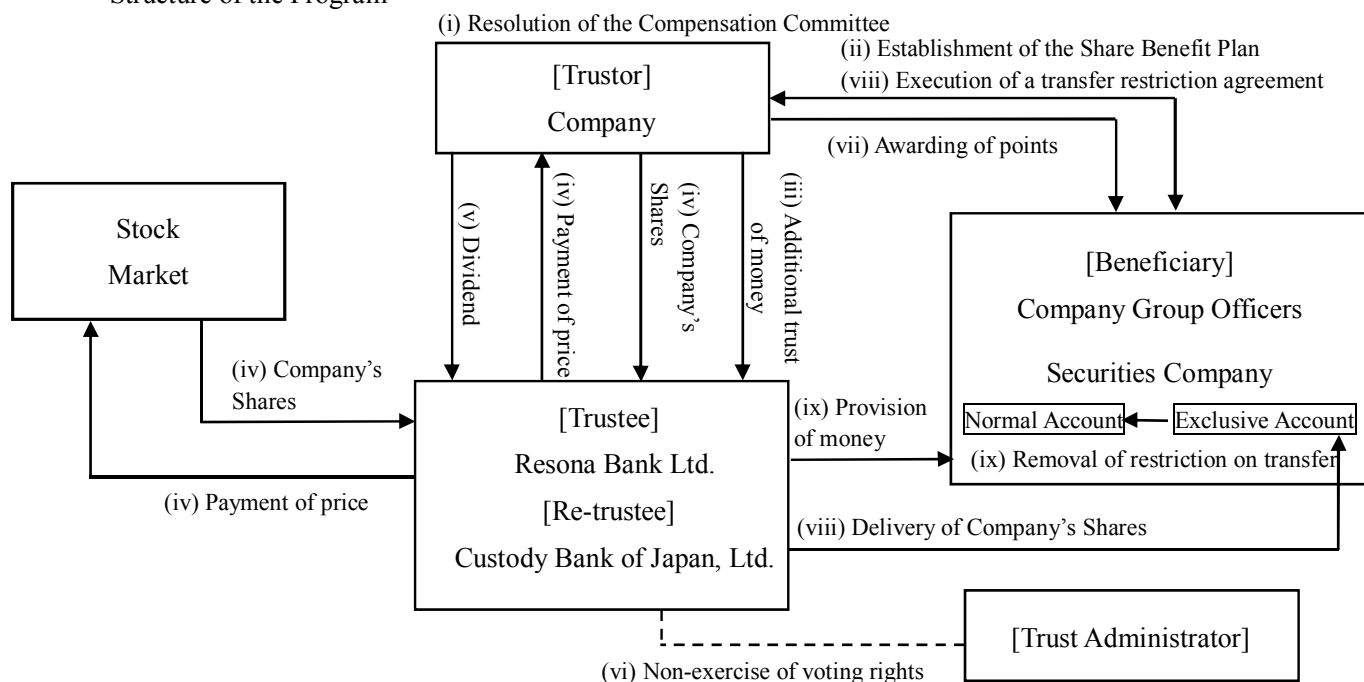 Structure of the Program
(i) Resolution of the Compensation Committee
(ii) Establishment of the Share Benefit Plan
(viii) Execution of a transfer restriction agreement
[Trustor]
Company
(vii) Awarding of points
(v) Dividend
(iv) Payment of price
(iv) Company's
Shares
(iii) Additional trust
of money
Stock
Market
(iv) Company's
Shares
(iv) Payment of price
[Trustee]
Resona Bank Ltd.
[Re-trustee]
Custody Bank of Japan, Ltd.
(ix) Provision
of money
[Beneficiary]
Company Group Officers
Securities Company
Normal Account
Exclusive Account
(ix) Removal of restriction on transfer
(viii) Delivery of Company's Shares
[Trust Administrator]
(vi) Non-exercise of voting rights